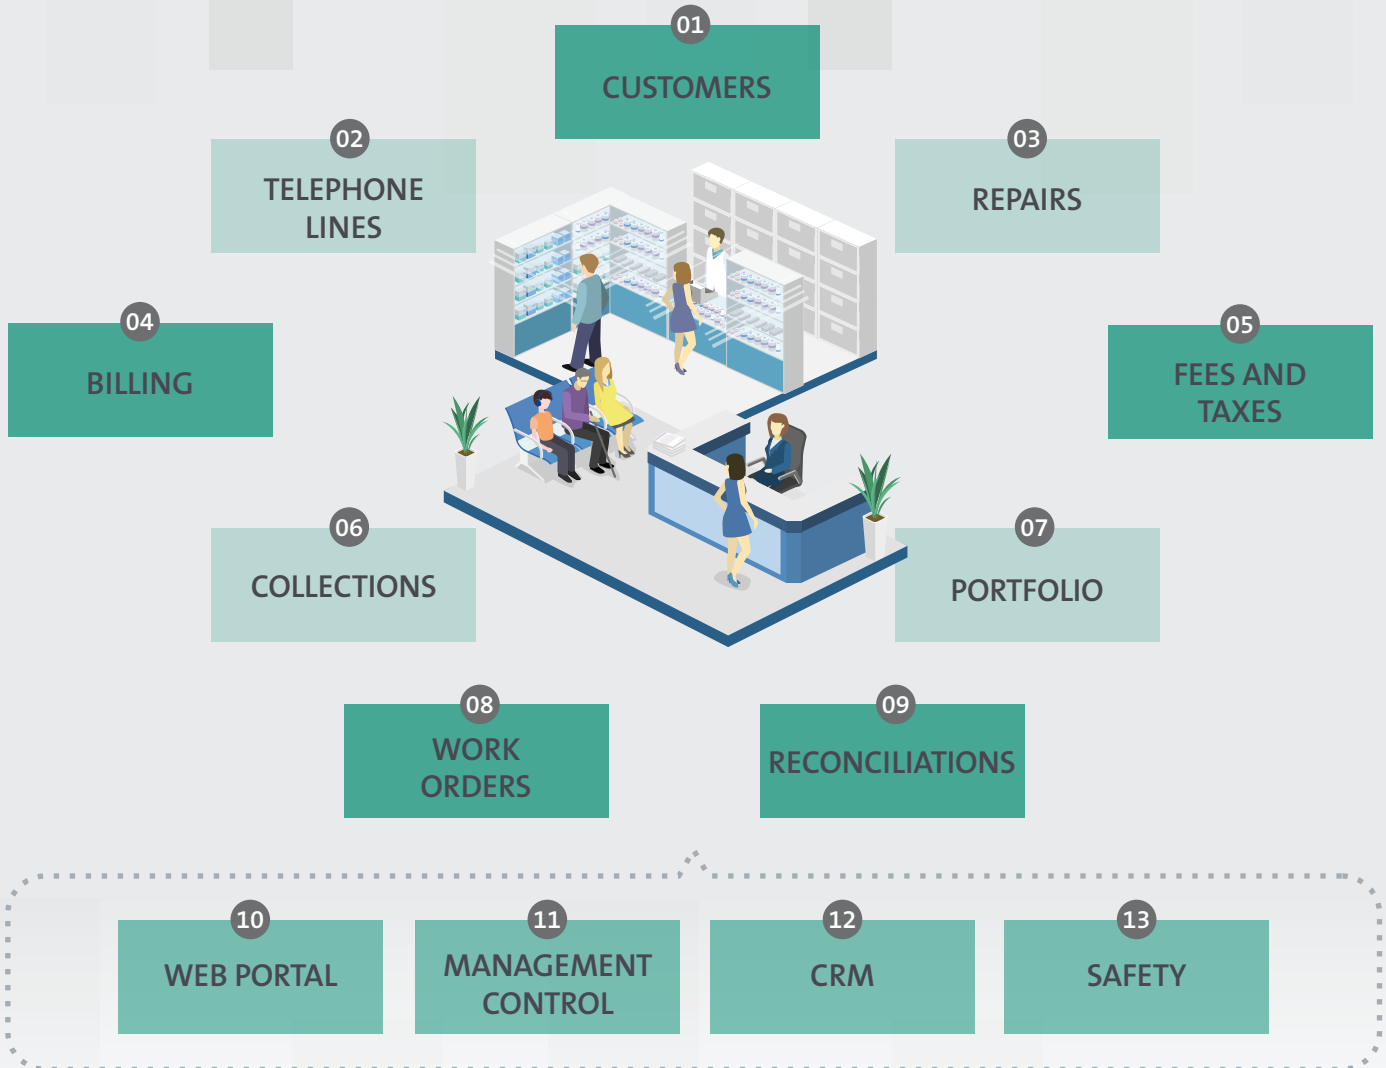 01
CUSTOMERS
02
TELEPHONE
LINES
03
REPAIRS
04
BILLING
05
FEES AND
TAXES
06
COLLECTIONS
07
PORTFOLIO
08
WORK
ORDERS
09
RECONCILIATIONS
10
WEB PORTAL
11
MANAGEMENT
CONTROL
12
CRM
13
SAFETY